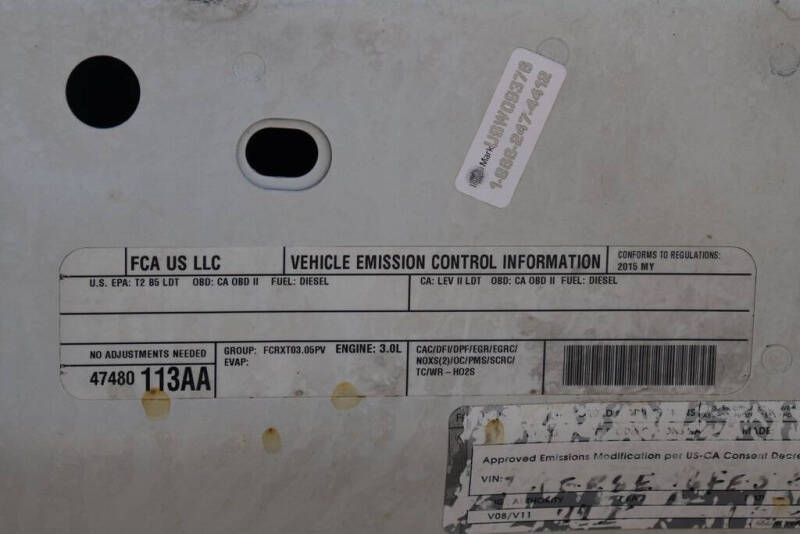 Mark USW09376
1-888-247-4412
FCA US LLC
VEHICLE EMISSION CONTROL INFORMATION
CONFORMS TO REGULATIONS:
2015 MY
U.S. EPA: T2 B5 LDT OBD: CA OBD II FUEL: DIESEL
CA: LEV II LDT OBD: CA OBD II FUEL: DIESEL
NO ADJUSTMENTS NEEDED
47480 113AA
GROUP: FCRXT03.05PV ENGINE: 3.0L
EVAP:
CAC/DFI/DPF/EGR/EGRC/
NOXS(2)/OC/PMS/SCRC/
TC/WR-HO2S
MADE
Approved Emissions Modification per US-CA Consent Decre
VIN:
AUTHORITY
V08/V11